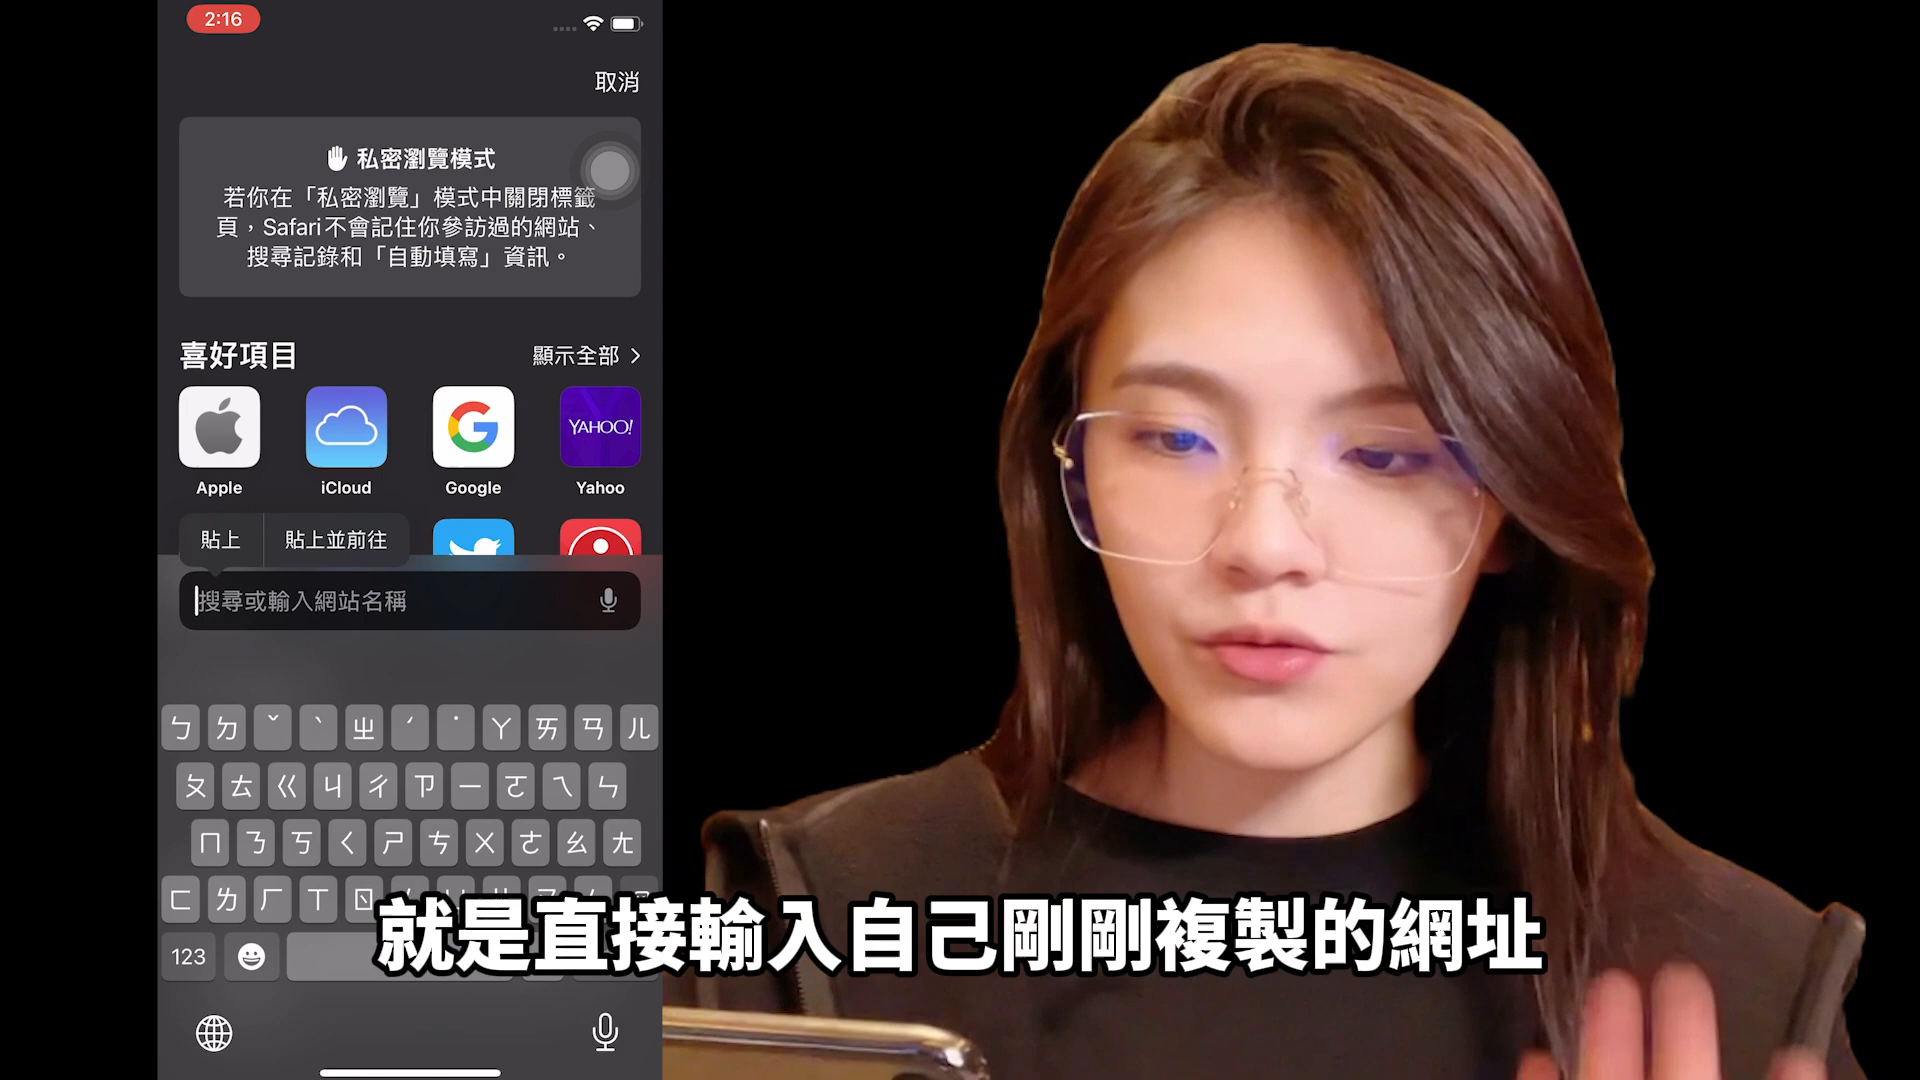 2:16
取消
私密瀏覽模式
若你在「私密瀏覽」模式中關閉標籤
頁，Safari不會記住你參訪過的網站、
搜尋記錄和「自動填寫」資訊。
喜好項目
顯示全部
YAHOO!
Apple
iCloud
Google
Yahoo
貼上
貼上並前往
搜尋或輸入網站名稱
ㄅ ㄉ ˇ ˋ ㄓ ˊ ˙ ㄚ ㄞ ㄢ ㄦ
ㄆ ㄊ ㄍ ㄐ ㄔ ㄗ ㄧ ㄛ ㄟ ㄣ
ㄇ ㄋ ㄎ ㄑ ㄕ ㄘ ㄨ ㄜ ㄠ ㄤ
ㄈ ㄌ ㄏ ㄒ ㄖ
就是直接輸入自己剛剛複製的網址
123